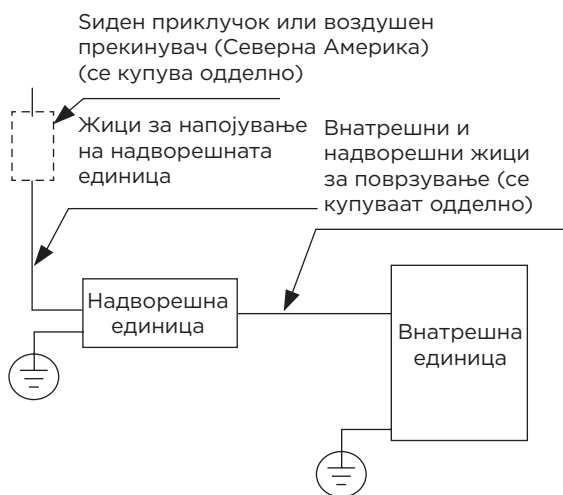 Ѕиден приклучок или воздушен
прекинувач (Северна Америка)
(се купува одделно)
Жици за напојување
на надворешната
единица
Внатрешни и
надворешни жици
за поврзување (се
купуваат одделно)
Надворешна
единица
Внатрешна
единица